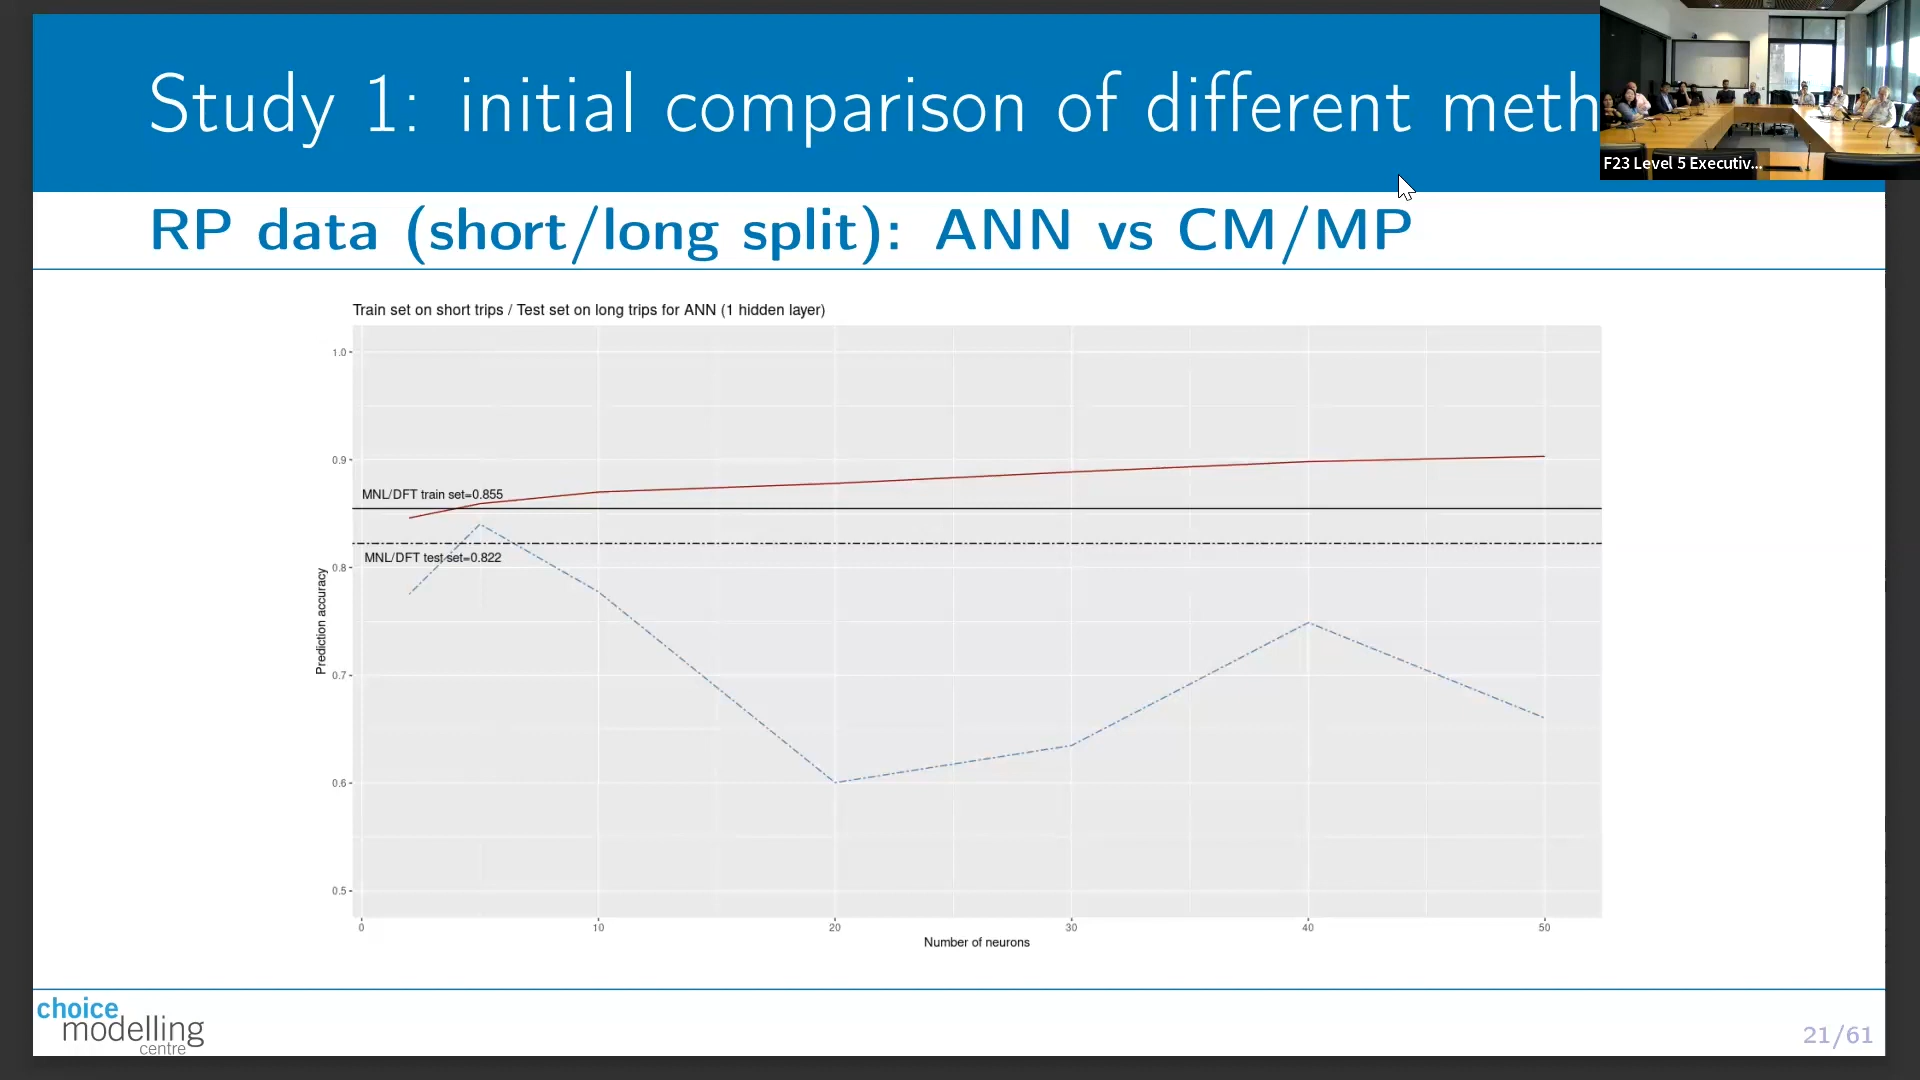 Study 1: initial comparison of different meth
F23 Level 5 Executiv...
RP data (short/long split): ANN vs CM/MP
Train set on short trips / Test set on long trips for ANN (1 hidden layer)
1.0
0.9
MNL/DFT train set=0.855
MNL/DFT test set=0.822
0.8
Prediction accuracy
0.7
0.6
0.5
0 10 20 30 40 50
Number of neurons
choice
modelling
centre
21/61